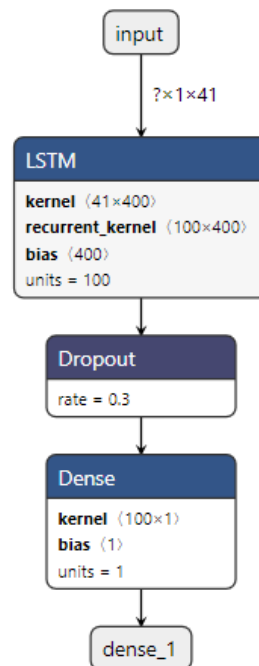 input
?×1×41
LSTM
kernel ⟨41×400⟩
recurrent_kernel ⟨100×400⟩
bias ⟨400⟩
units = 100
Dropout
rate = 0.3
Dense
kernel ⟨100×1⟩
bias ⟨1⟩
units = 1
dense_1